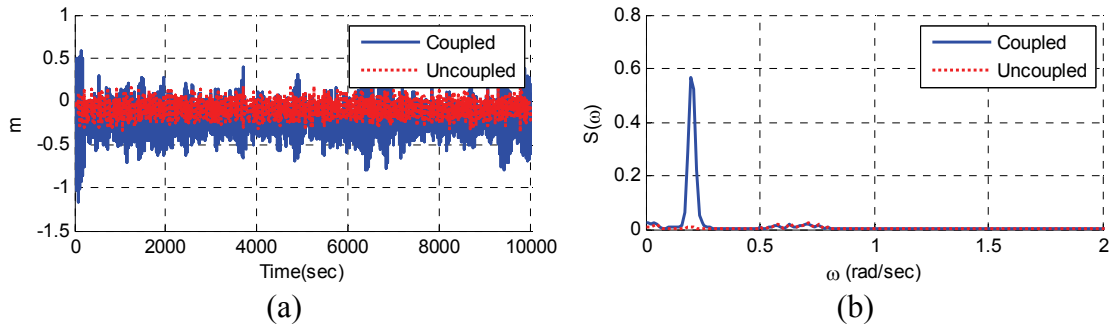 1
0.5
0
-0.5
-1
-1.5
m
0 2000 4000 6000 8000 10000
Time(sec)
Coupled
Uncoupled
(a)
0.8
0.6
0.4
0.2
0
S(ω)
0 0.5 1 1.5 2
ω (rad/sec)
Coupled
Uncoupled
(b)